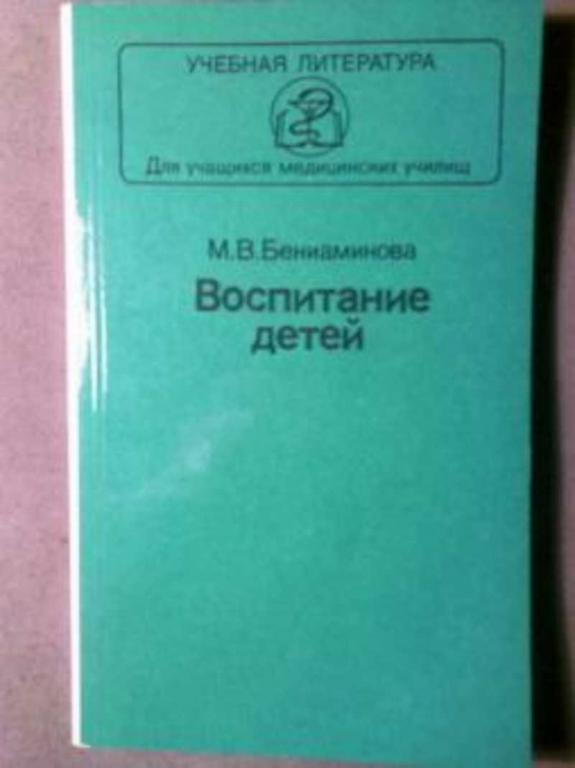 УЧЕБНАЯ ЛИТЕРАТУРА
Для учащихся медицинских училищ
М.В.Бениаминова
Воспитание
детей